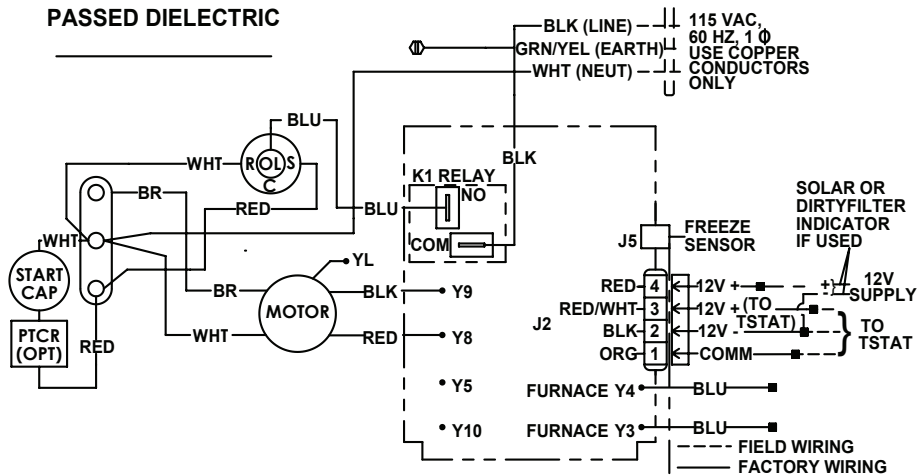 PASSED DIELECTRIC
BLK (LINE)
GRN/YEL (EARTH)
WHT (NEUT)
115 VAC,
60 HZ, 1 Φ
USE COPPER
CONDUCTORS
ONLY
BLU
WHT
R OL S
C
BR
RED
BLK
K1 RELAY
NO
BLU
COM
WHT
START
CAP
PTCR
(OPT)
RED
YL
BR
MOTOR
BLK
Y9
WHT
RED
Y8
Y5
Y10
J5
FREEZE
SENSOR
SOLAR OR
DIRTYFILTER
INDICATOR
IF USED
J2
RED 4 12V + + - 12V
SUPPLY
RED/WHT 3 12V + (TO
TSTAT)
BLK 2 12V -
ORG 1 COMM
TO
TSTAT
FURNACE Y4 BLU
FURNACE Y3 BLU
FIELD WIRING
FACTORY WIRING